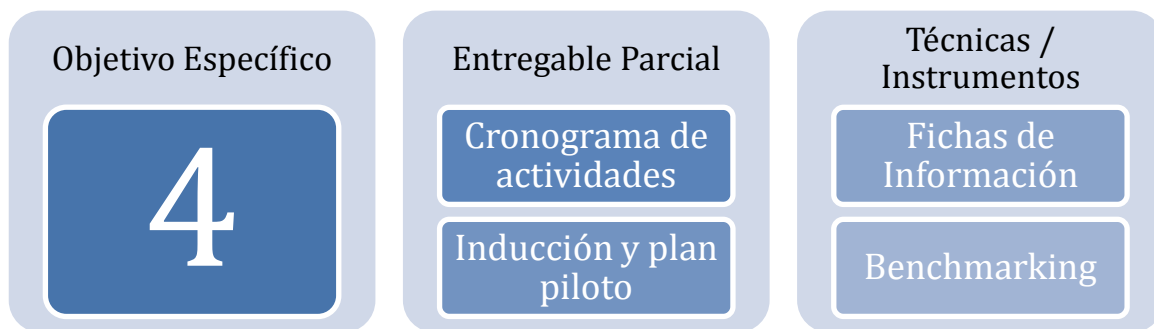 Objetivo Específico
4
Entregable Parcial
Cronograma de
actividades
Inducción y plan
piloto
Técnicas /
Instrumentos
Fichas de
Información
Benchmarking